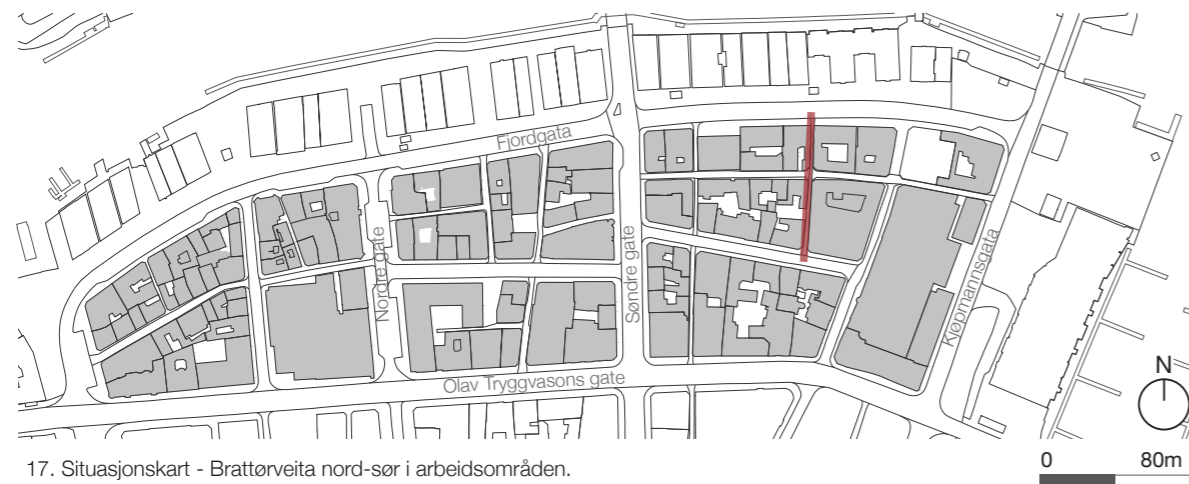 Fjordgata
Nordre gate
Søndre gate
Kjøpmannsgata
Olav Tryggvasons gate
N
17. Situasjonskart - Brattørveita nord-sør i arbeidsområden.
0 80m